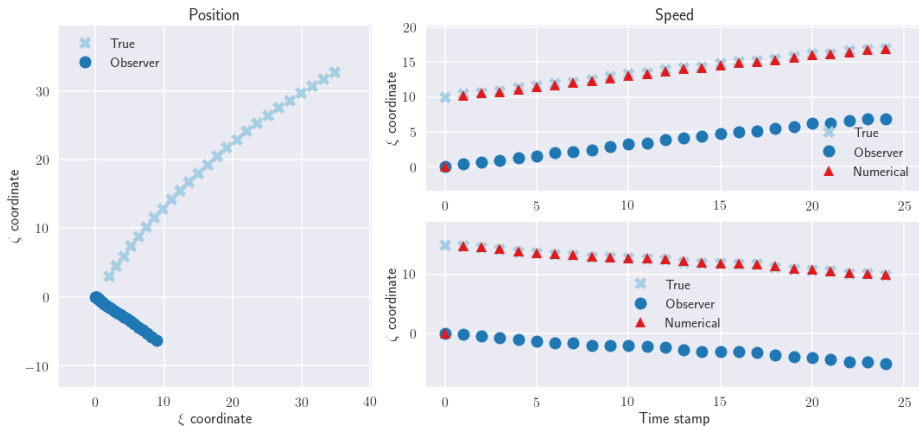 Position
True
Observer
ζ coordinate
30
20
10
0
−10
0
10
20
30
40
ξ coordinate
Speed
ξ coordinate
20
15
10
5
0
True
Observer
Numerical
0
5
10
15
20
25
ζ coordinate
10
0
True
Observer
Numerical
0
5
10
15
20
25
Time stamp